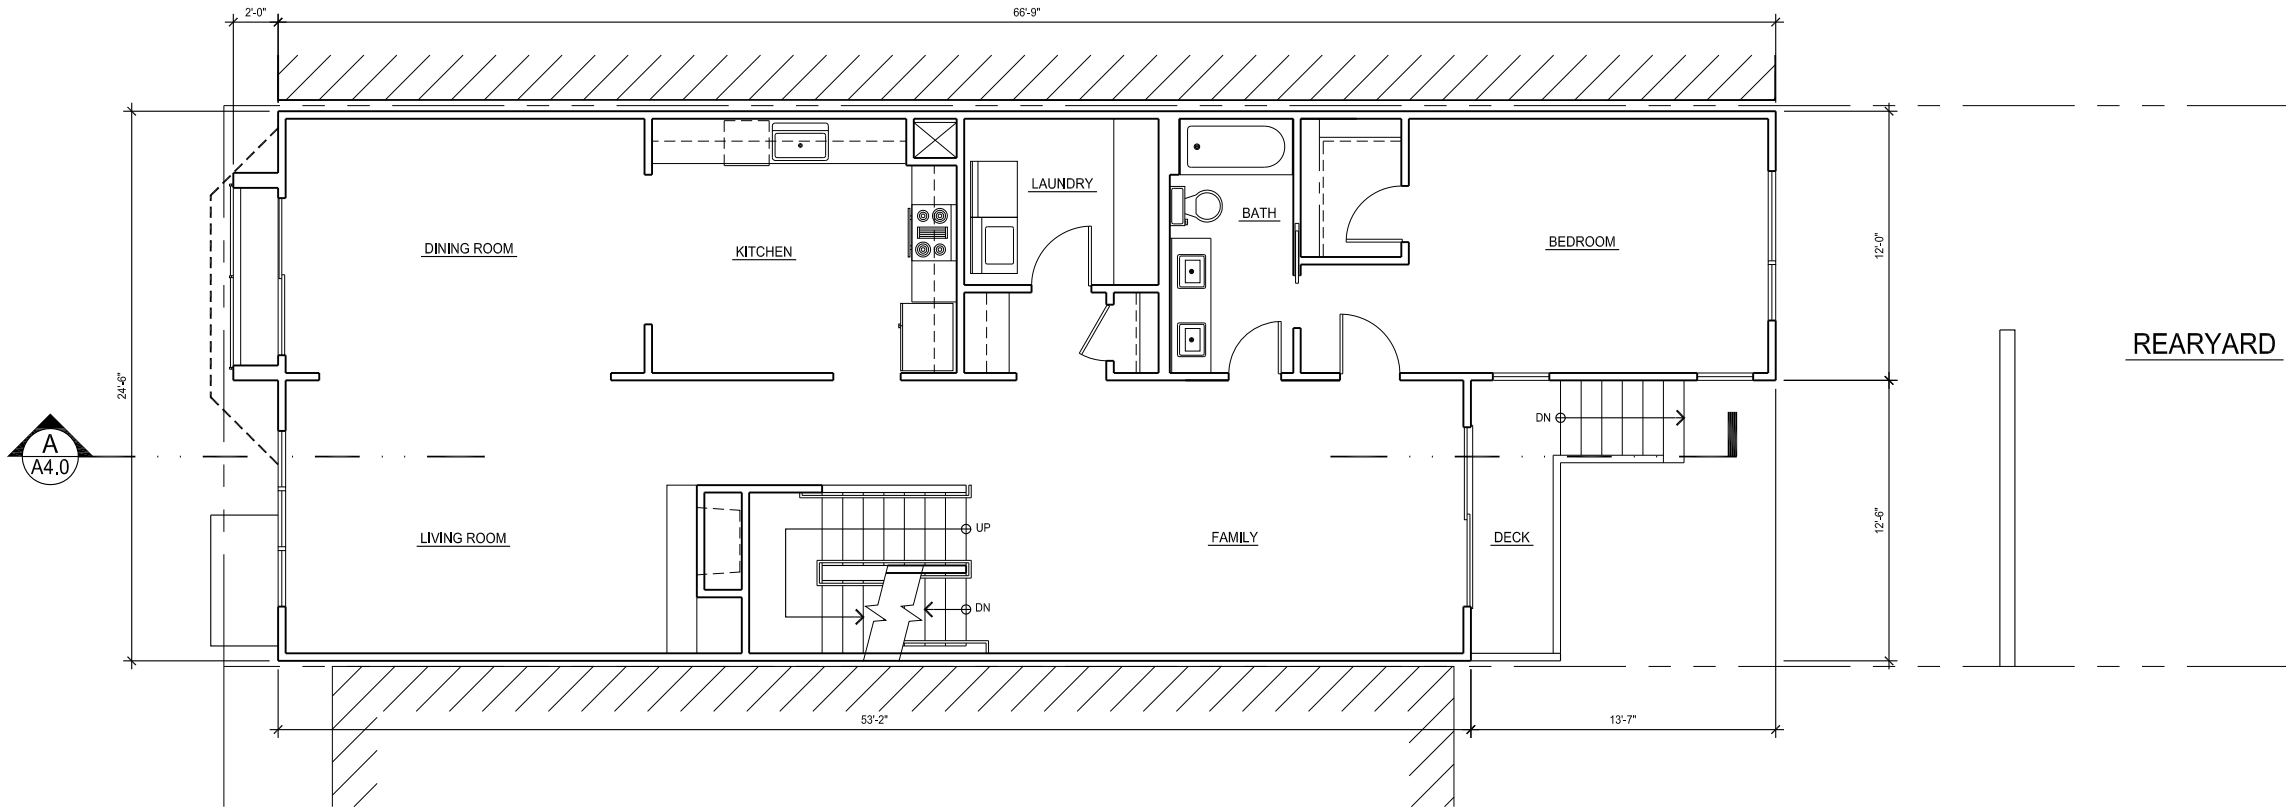 2'-0"
66'-9"
LAUNDRY
BATH
DINING ROOM
KITCHEN
BEDROOM
12'-0"
REARYARD
24'-6"
DN
A
A4.0
UP
LIVING ROOM
FAMILY
DECK
12'-6"
DN
53'-2"
13'-7"